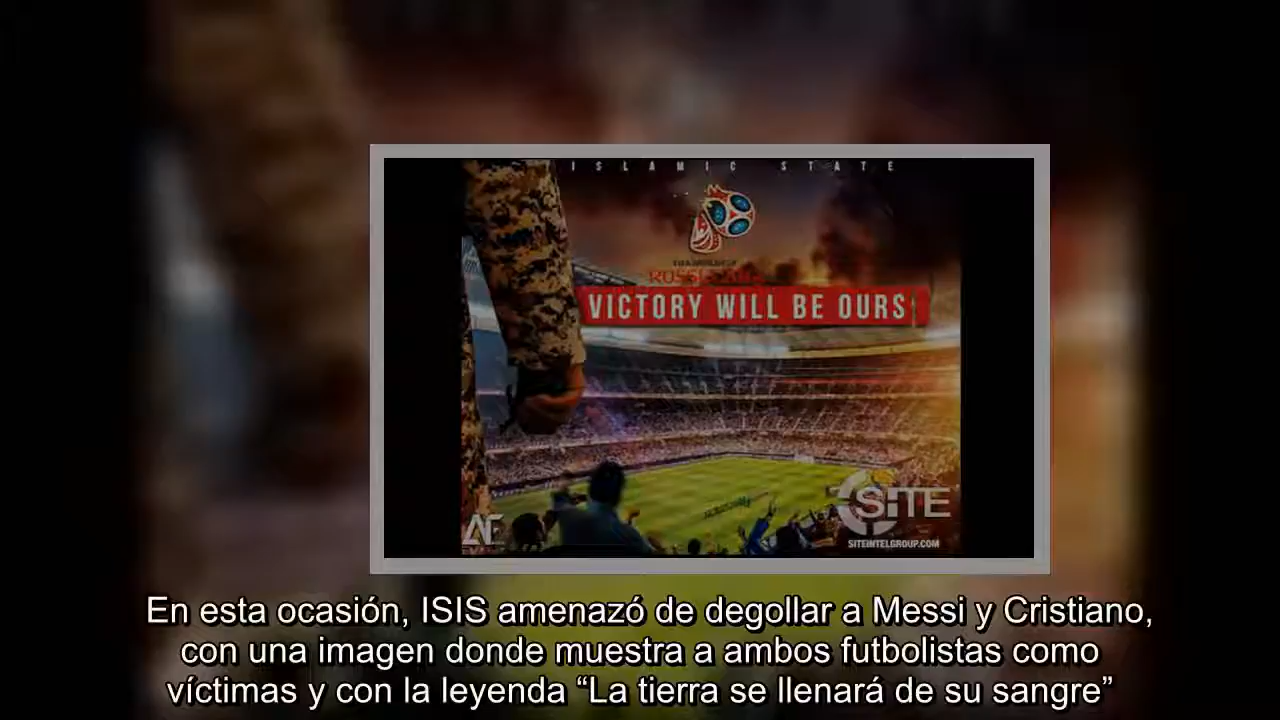 ISLAMIC STATE
VICTORY WILL BE OURS
SITE
SITEINTELGROUP.COM
En esta ocasión, ISIS amenazó de degollar a Messi y Cristiano,
con una imagen donde muestra a ambos futbolistas como
víctimas y con la leyenda “La tierra se llenará de su sangre”